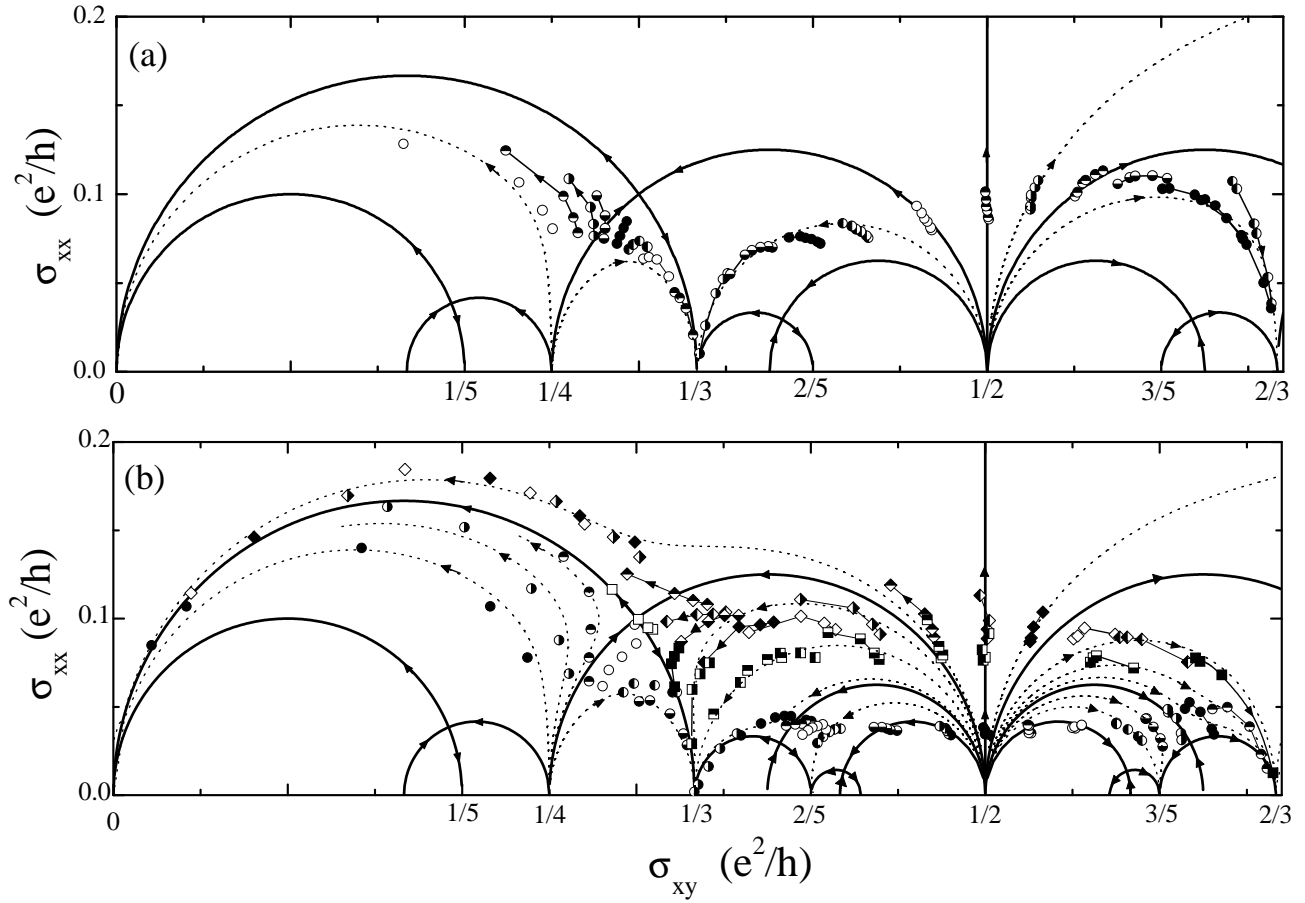 (a)
0.2
0.1
0.0
σxx (e²/h)
0 1/5 1/4 1/3 2/5 1/2 3/5 2/3
(b)
0.2
0.1
0.0
σxx (e²/h)
0 1/5 1/4 1/3 2/5 1/2 3/5 2/3
σxy (e²/h)